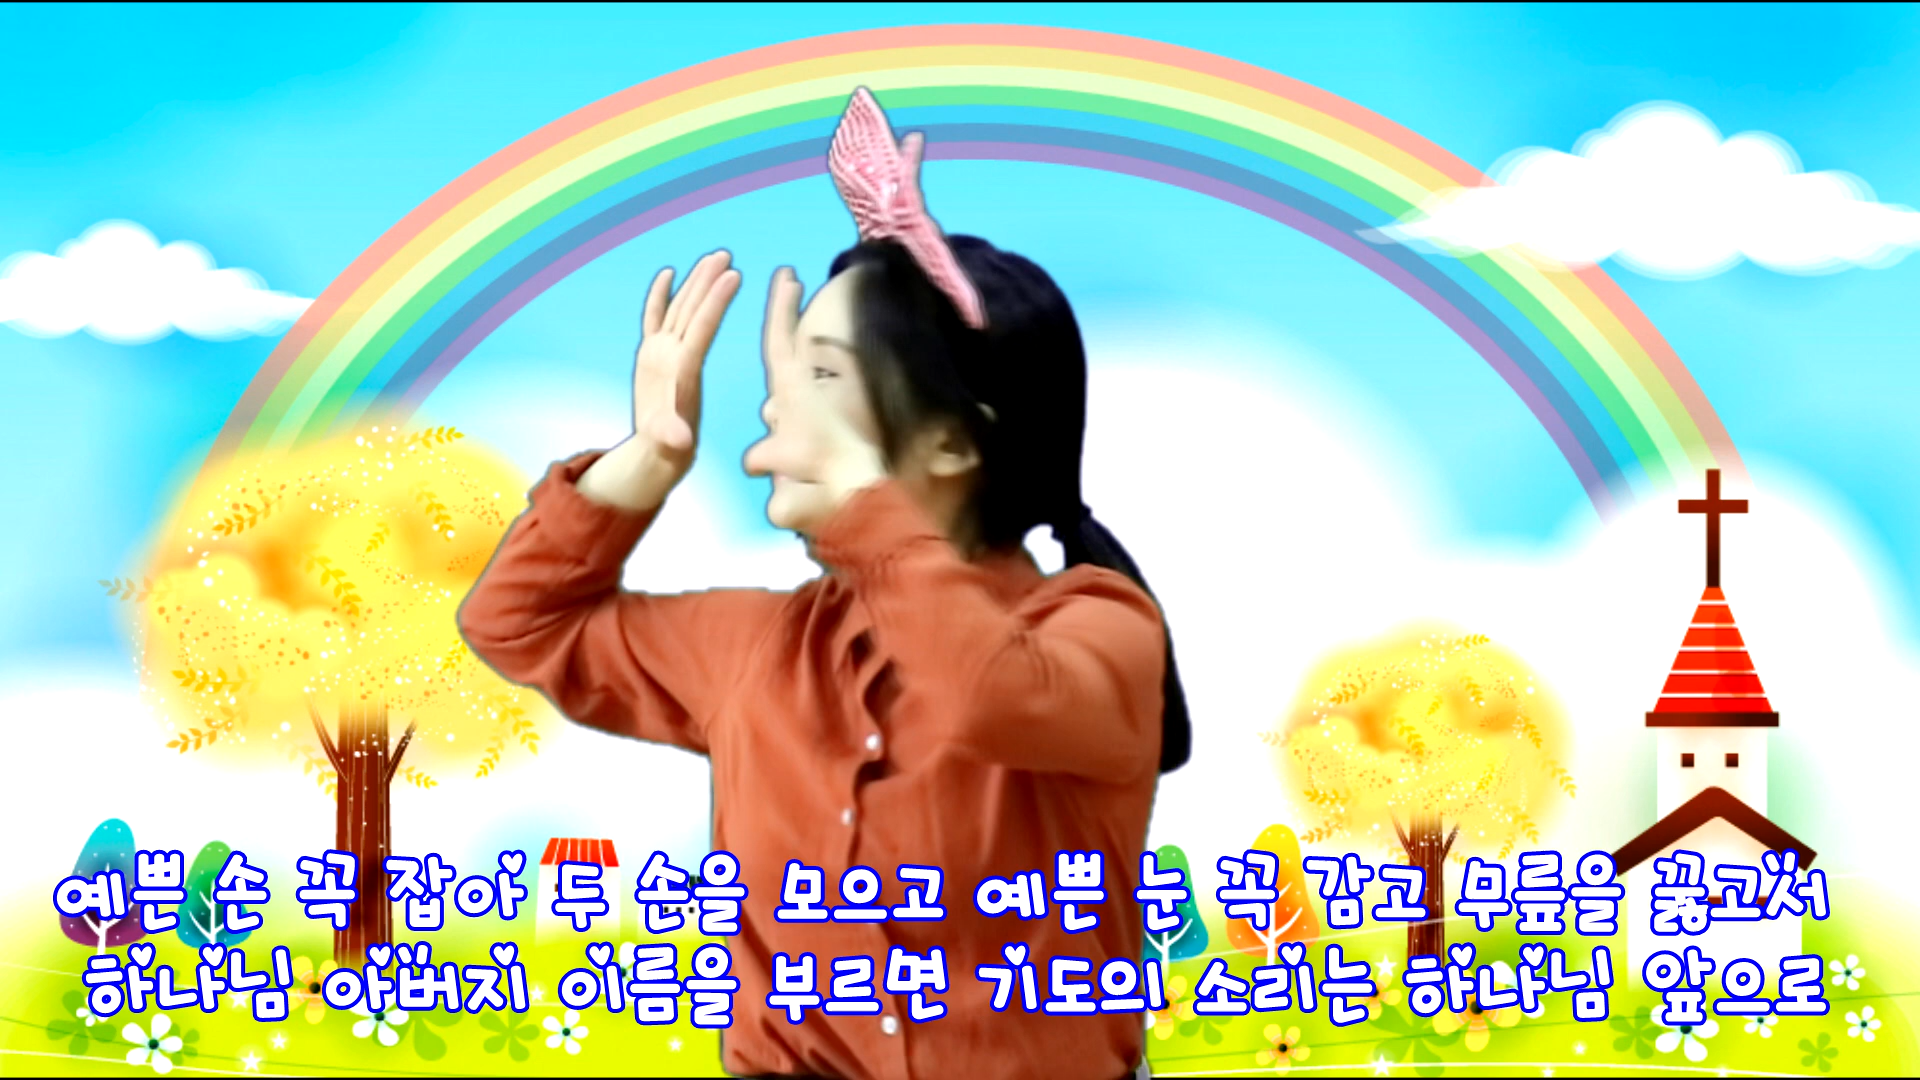 예쁜 손 꼭 잡아 두 손을 모으고 예쁜 눈 꼭 감고 무릎을 꿇고서
하나님 아버지 이름을 부르면 기도의 소리는 하나님 앞으로